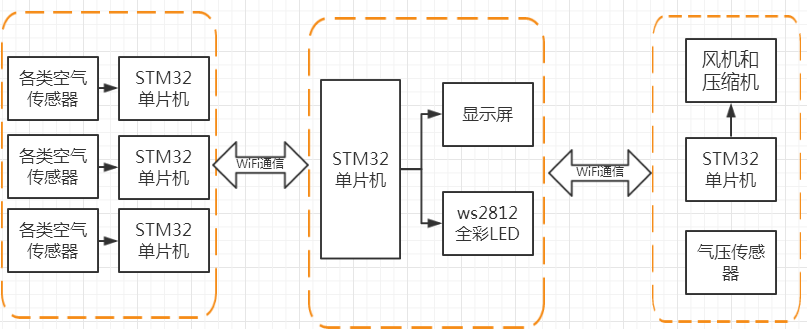 各类空气
传感器
STM32
单片机
各类空气
传感器
STM32
单片机
各类空气
传感器
STM32
单片机
WiFi通信
STM32
单片机
显示屏
ws2812
全彩LED
WiFi通信
风机和
压缩机
STM32
单片机
气压传感
器